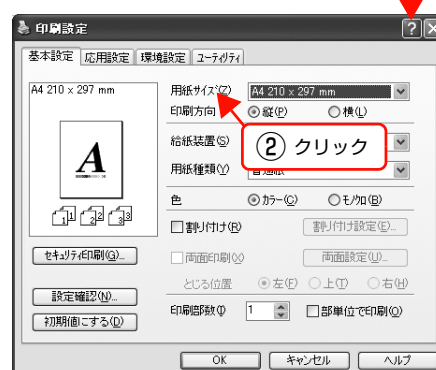 印刷設定
基本設定 応用設定 環境設定 ユーティリティ
A4 210 x 297 mm
用紙サイズ(Z) A4 210 x 297 mm
印刷方向 縦(P) 横(L)
給紙装置(S)
② クリック
用紙種類(Y) 普通紙
A
色 カラー(C) モノクロ(B)
割り付け(R) 割り付け設定(E)...
1 1 2 2 3 3
セキュリティ印刷(G)... 両面印刷(X) 両面設定(U)...
とじる位置 左(F) 上(T) 右(H)
設定確認(N)...
印刷部数(I) 1 部単位で印刷(O)
初期値にする(D)
OK キャンセル ヘルプ